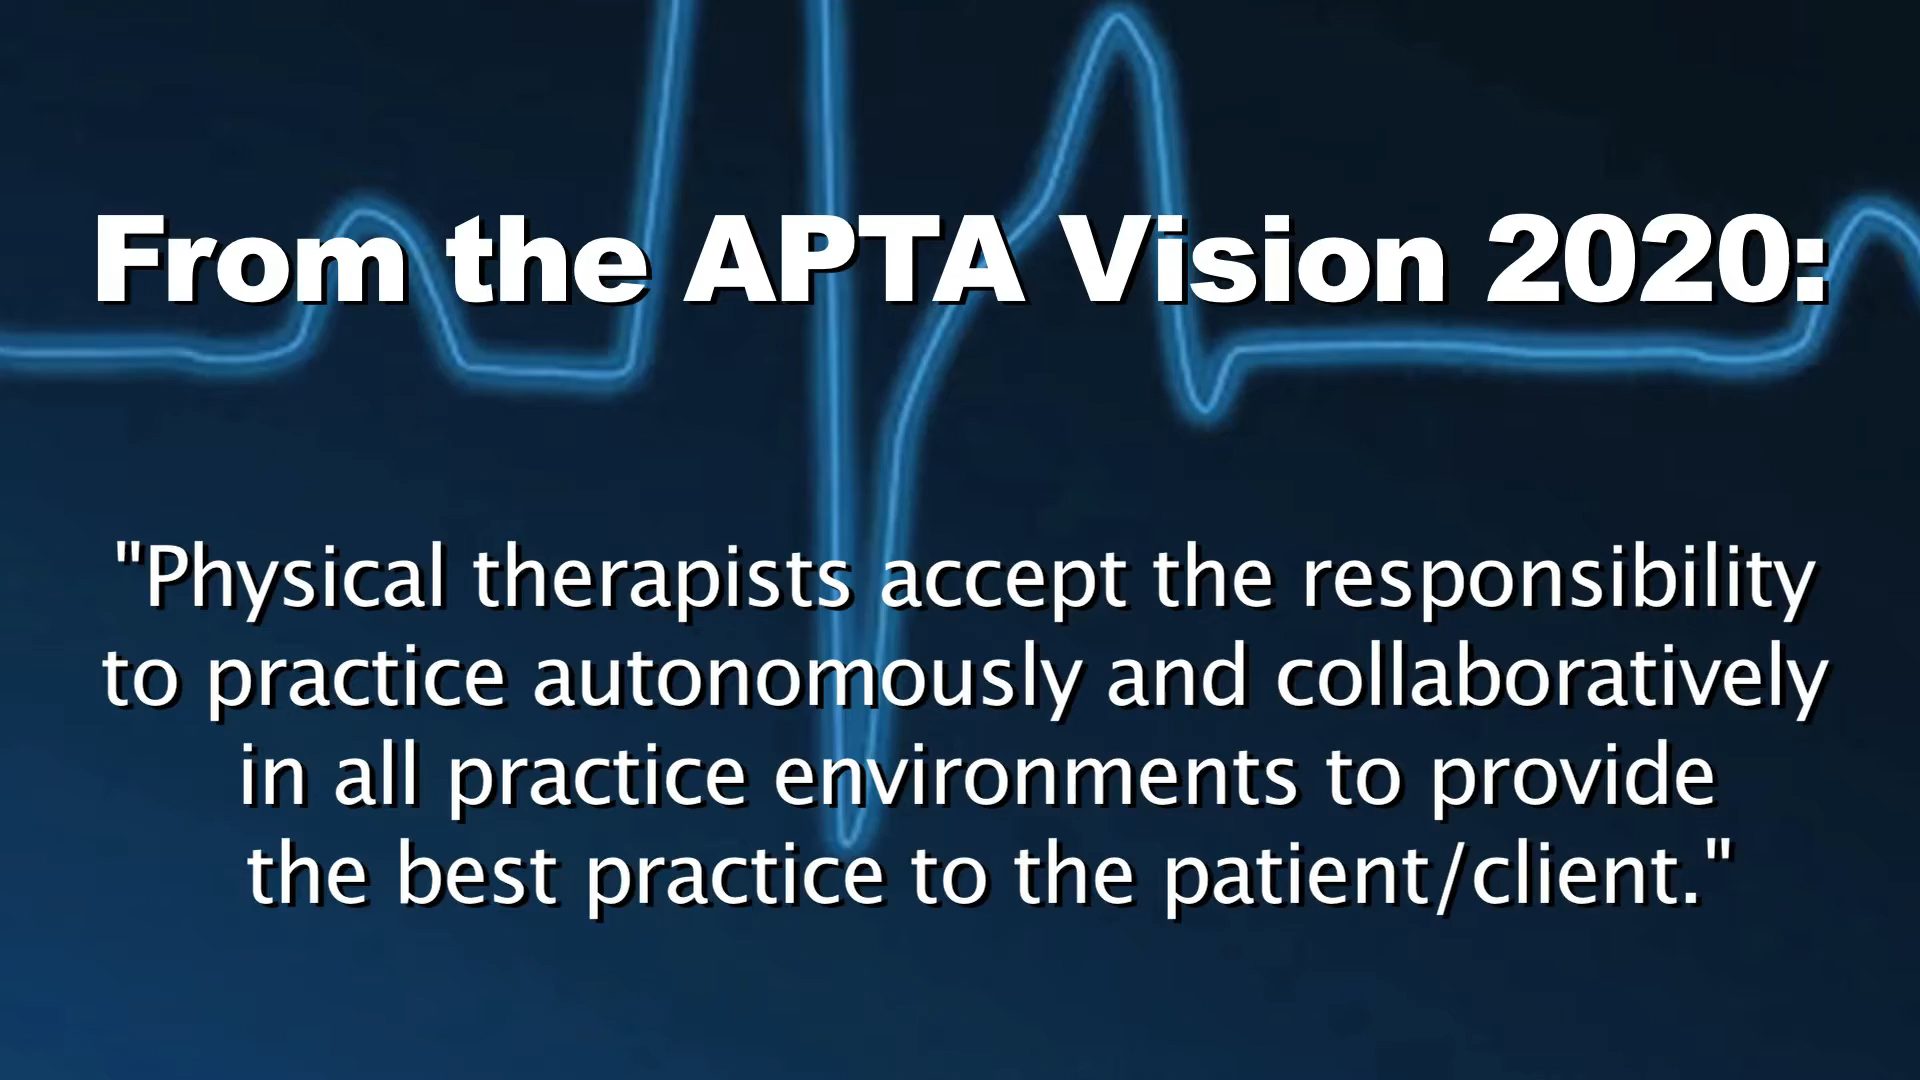 From the APTA Vision 2020:
"Physical therapists accept the responsibility
to practice autonomously and collaboratively
in all practice environments to provide
the best practice to the patient/client."